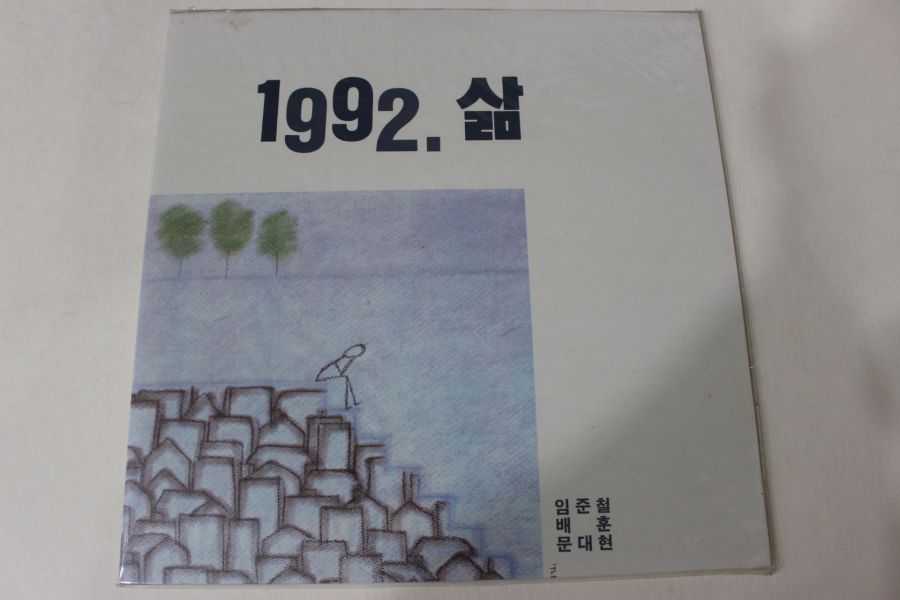 1992. 삶
임준철
배 훈
문대현